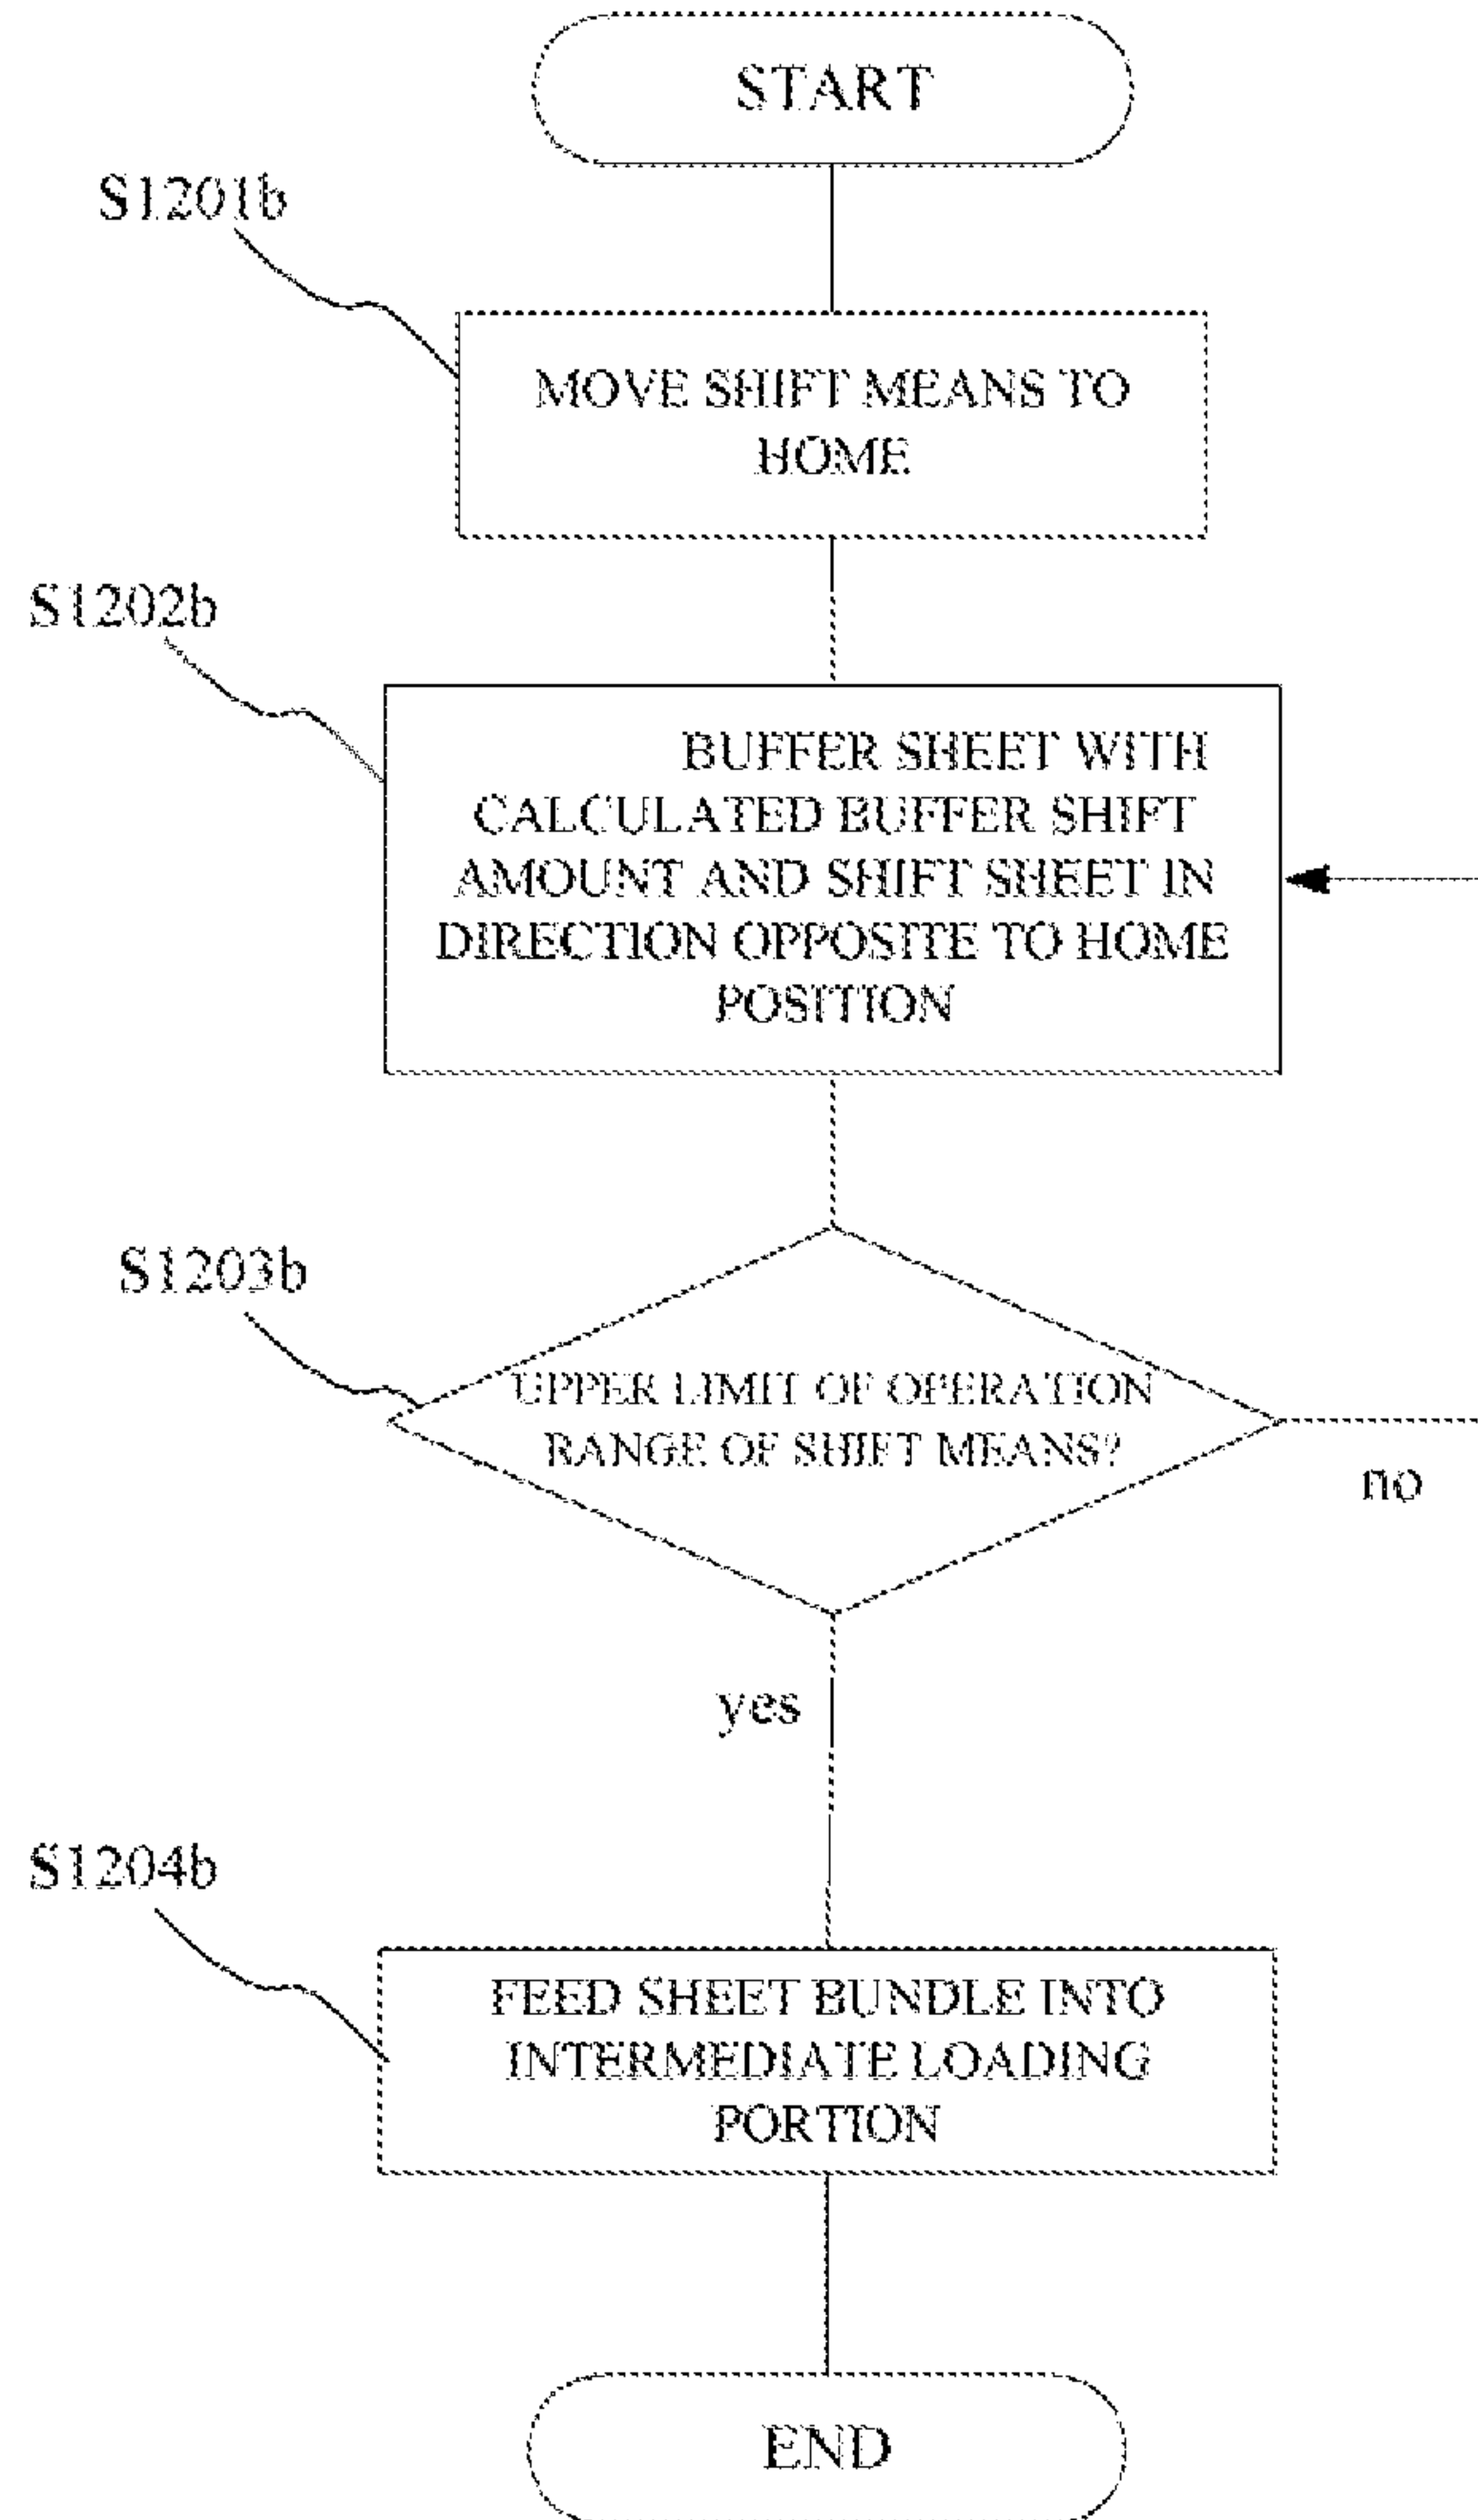 START
S1201b
MOVE SHIFT MEANS TO
HOME
S1202b
BUFFER SHEET WITH
CALCULATED BUFFER SHIFT
AMOUNT AND SHIFT SHEET IN
DIRECTION OPPOSITE TO HOME
POSITION
S1203b
UPPER LIMIT OF OPERATION
RANGE OF SHIFT MEANS?
no
yes
S1204b
FEED SHEET BUNDLE INTO
INTERMEDIATE LOADING
PORTION
END